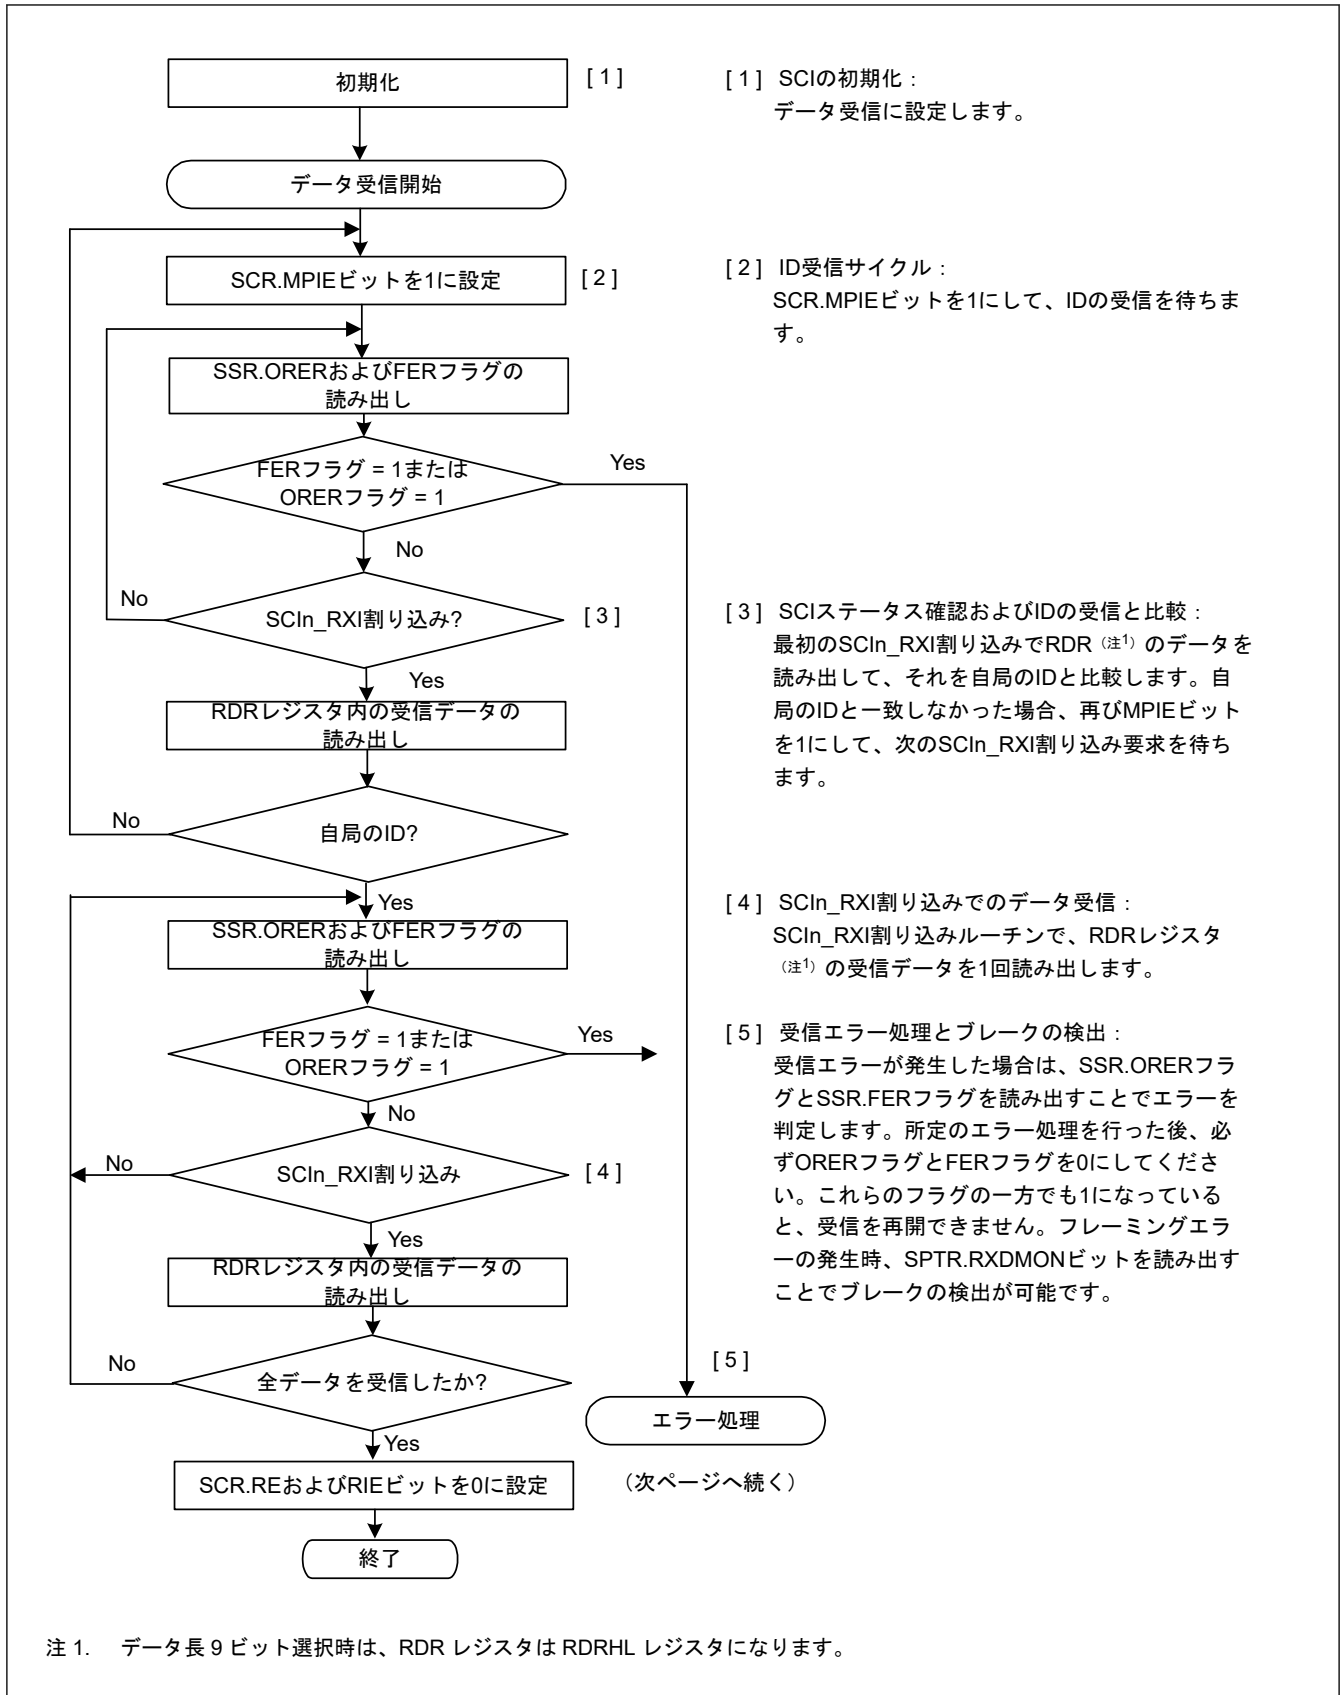 初期化
[ 1 ]
データ受信開始
SCR.MPIEビットを1に設定
[ 2 ]
SSR.ORERおよびFERフラグの
読み出し
FERフラグ = 1または
ORERフラグ = 1
Yes
No
SCIn_RXI割り込み?
[ 3 ]
No
Yes
RDRレジスタ内の受信データの
読み出し
自局のID?
No
Yes
SSR.ORERおよびFERフラグの
読み出し
FERフラグ = 1または
ORERフラグ = 1
Yes
No
SCIn_RXI割り込み
[ 4 ]
No
Yes
RDRレジスタ内の受信データの
読み出し
全データを受信したか?
No
Yes
[ 5 ]
エラー処理
(次ページへ続く)
SCR.REおよびRIEビットを0に設定
終了
[ 1 ] SCIの初期化：
データ受信に設定します。
[ 2 ] ID受信サイクル：
SCR.MPIEビットを1にして、IDの受信を待ちま
す。
[ 3 ] SCIステータス確認およびIDの受信と比較：
最初のSCIn_RXI割り込みでRDR（注1）のデータを
読み出して、それを自局のIDと比較します。自
局のIDと一致しなかった場合、再びMPIEビット
を1にして、次のSCIn_RXI割り込み要求を待ち
ます。
[ 4 ] SCIn_RXI割り込みでのデータ受信：
SCIn_RXI割り込みルーチンで、RDRレジスタ
（注1）の受信データを1回読み出します。
[ 5 ] 受信エラー処理とブレークの検出：
受信エラーが発生した場合は、SSR.ORERフラ
グとSSR.FERフラグを読み出すことでエラーを
判定します。所定のエラー処理を行った後、必
ずORERフラグとFERフラグを0にしてくださ
い。これらのフラグの一方でも1になっている
と、受信を再開できません。フレーミングエラ
ーの発生時、SPTR.RXDMONビットを読み出す
ことでブレークの検出が可能です。
注 1. データ長 9 ビット選択時は、RDR レジスタは RDRHL レジスタになります。